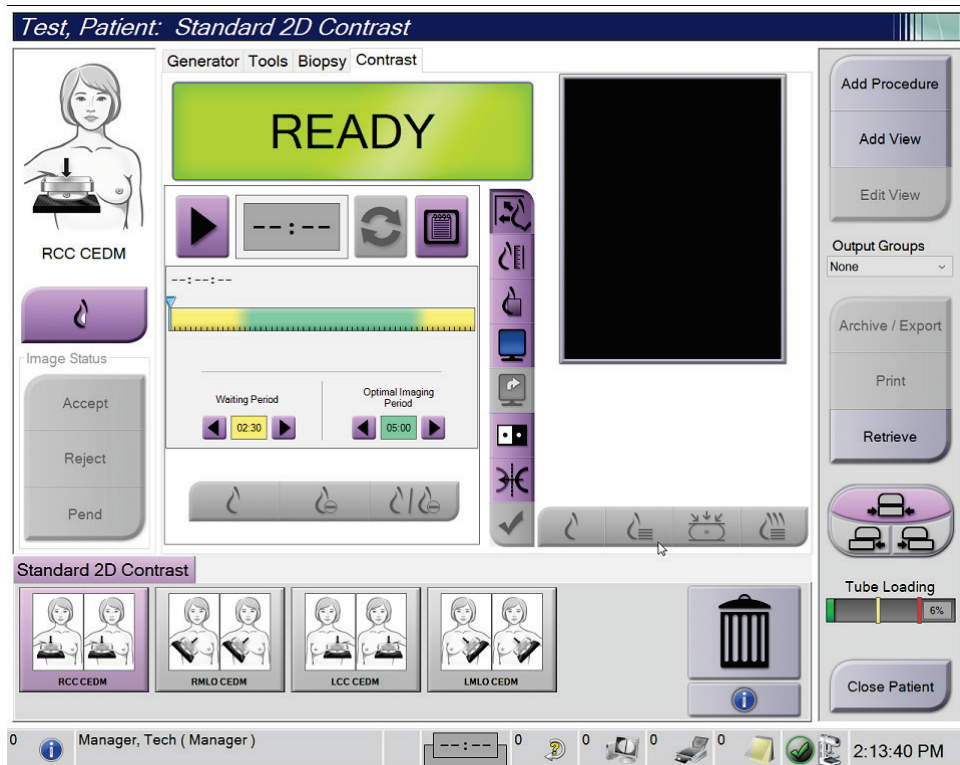 Test, Patient: Standard 2D Contrast
Generator Tools Biopsy Contrast
READY
RCC CEDM
--:--
--:--:--
Waiting Period
Optimal Imaging
Period
02:30
05:00
Image Status
Accept
Reject
Pend
Add Procedure
Add View
Edit View
Output Groups
None
Archive / Export
Print
Retrieve
Tube Loading
6%
Close Patient
Standard 2D Contrast
RCC CEDM
RMLO CEDM
LCC CEDM
LMLO CEDM
0
Manager, Tech ( Manager )
--:--
0
0
0
0
2:13:40 PM